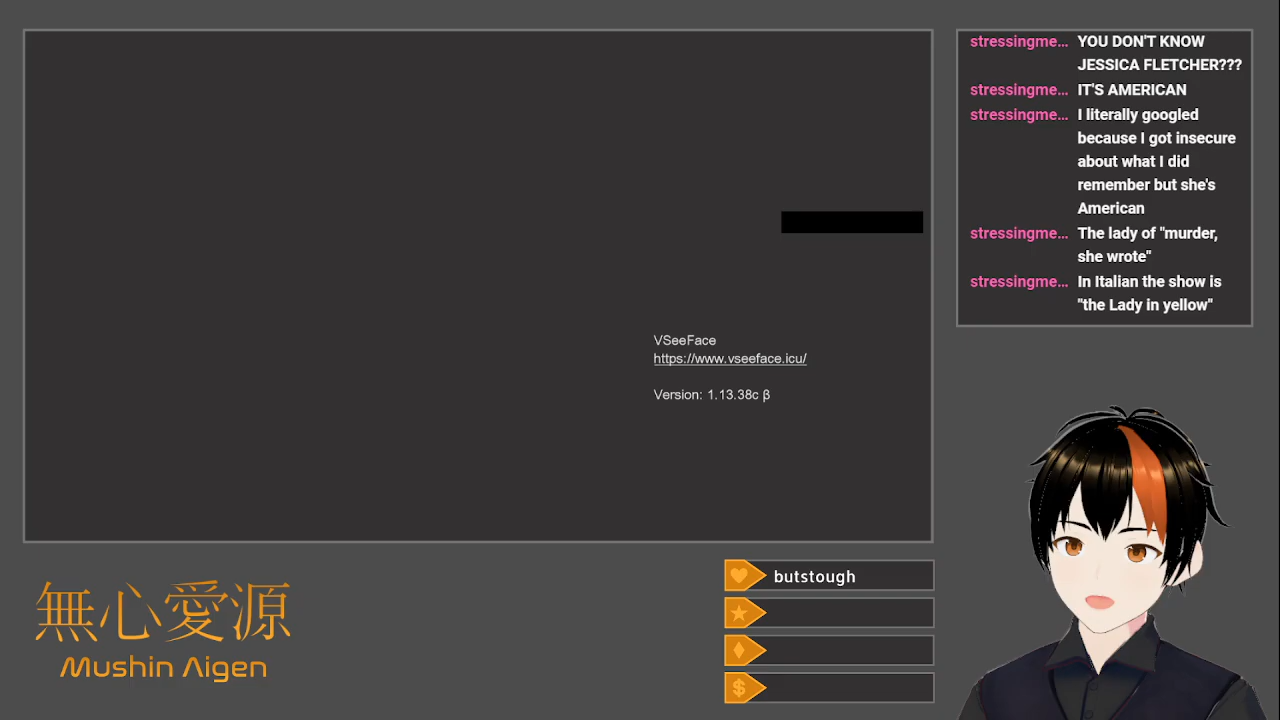 stressingme... YOU DON'T KNOW
JESSICA FLETCHER???
stressingme... IT'S AMERICAN
stressingme... I literally googled
because I got insecure
about what I did
remember but she's
American
stressingme... The lady of "murder,
she wrote"
stressingme... In Italian the show is
"the Lady in yellow"
VSeeFace
https://www.vseeface.icu/
Version: 1.13.38c β
無心愛源
Mushin Aigen
butstough
$